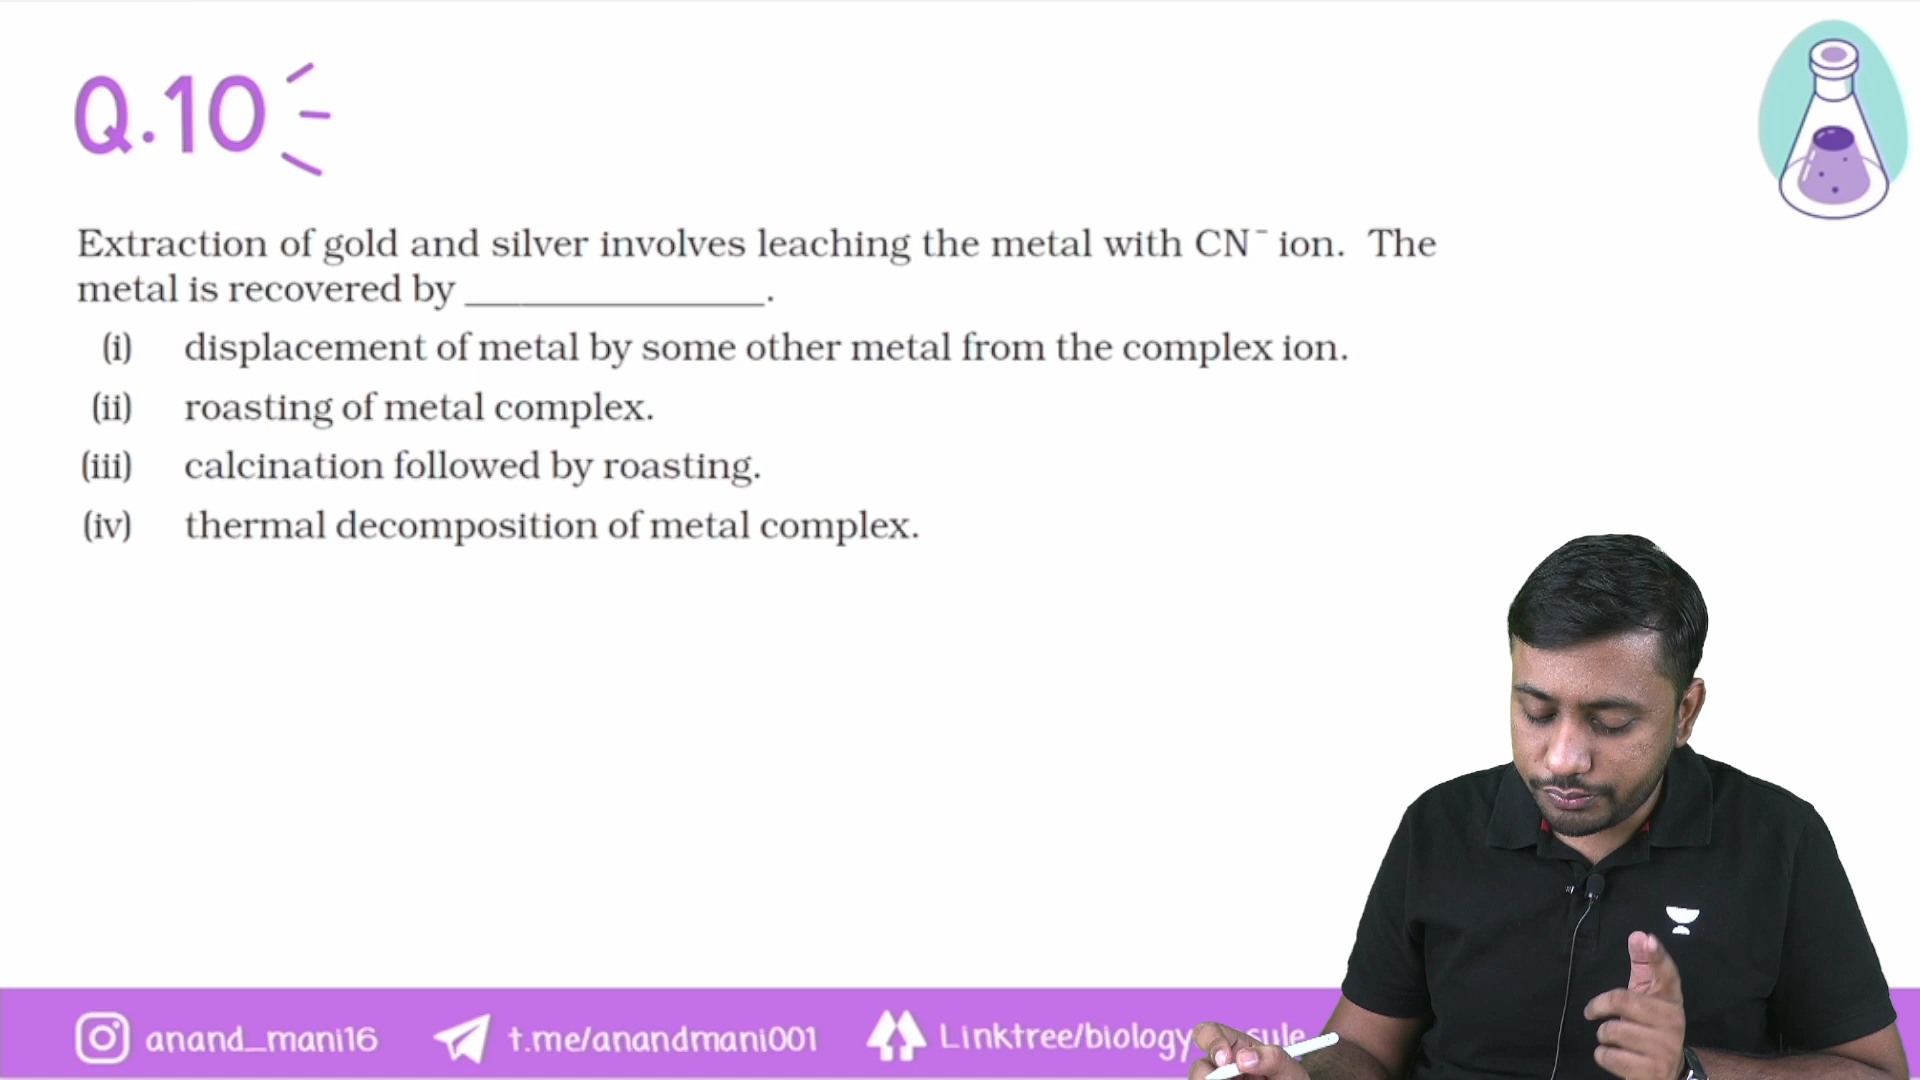 Q.10
Extraction of gold and silver involves leaching the metal with CN⁻ ion. The
metal is recovered by _______________.
(i) displacement of metal by some other metal from the complex ion.
(ii) roasting of metal complex.
(iii) calcination followed by roasting.
(iv) thermal decomposition of metal complex.
anand_mani16 t.me/anandmani001 Linktree/biology